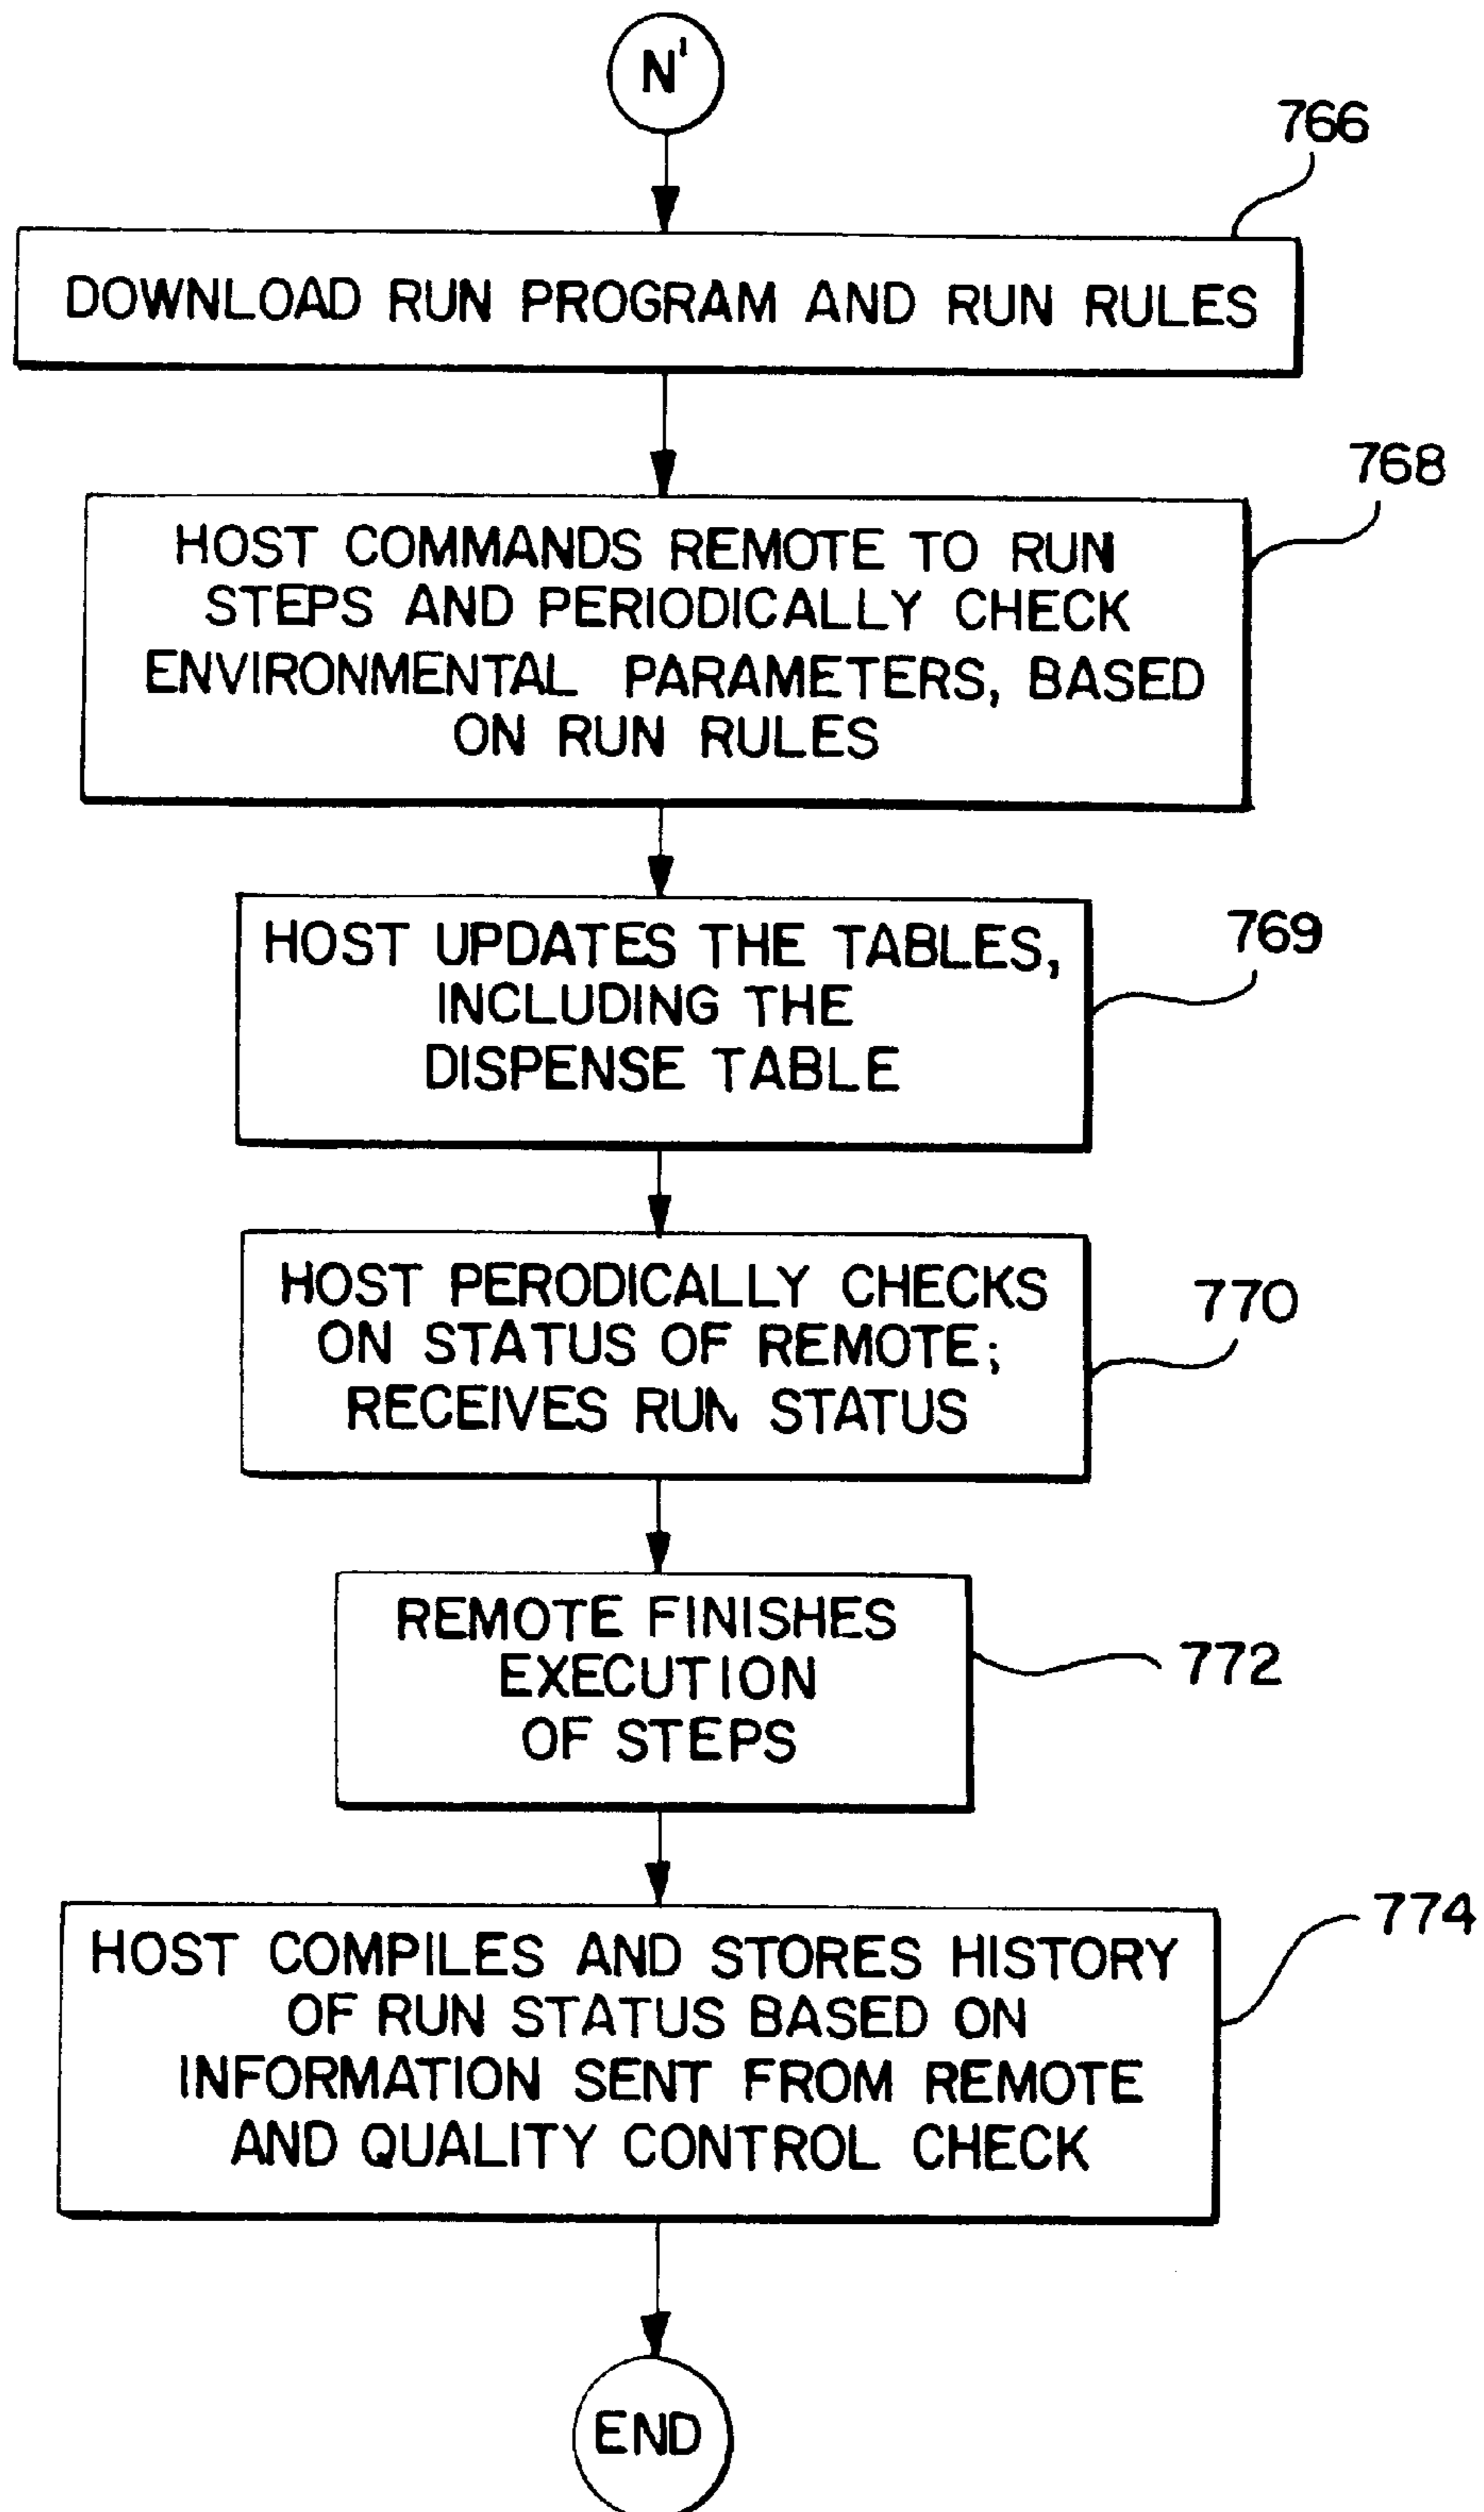 N'
766
DOWNLOAD RUN PROGRAM AND RUN RULES
768
HOST COMMANDS REMOTE TO RUN
STEPS AND PERIODICALLY CHECK
ENVIRONMENTAL PARAMETERS, BASED
ON RUN RULES
769
HOST UPDATES THE TABLES,
INCLUDING THE
DISPENSE TABLE
770
HOST PERODICALLY CHECKS
ON STATUS OF REMOTE;
RECEIVES RUN STATUS
772
REMOTE FINISHES
EXECUTION
OF STEPS
774
HOST COMPILES AND STORES HISTORY
OF RUN STATUS BASED ON
INFORMATION SENT FROM REMOTE
AND QUALITY CONTROL CHECK
END